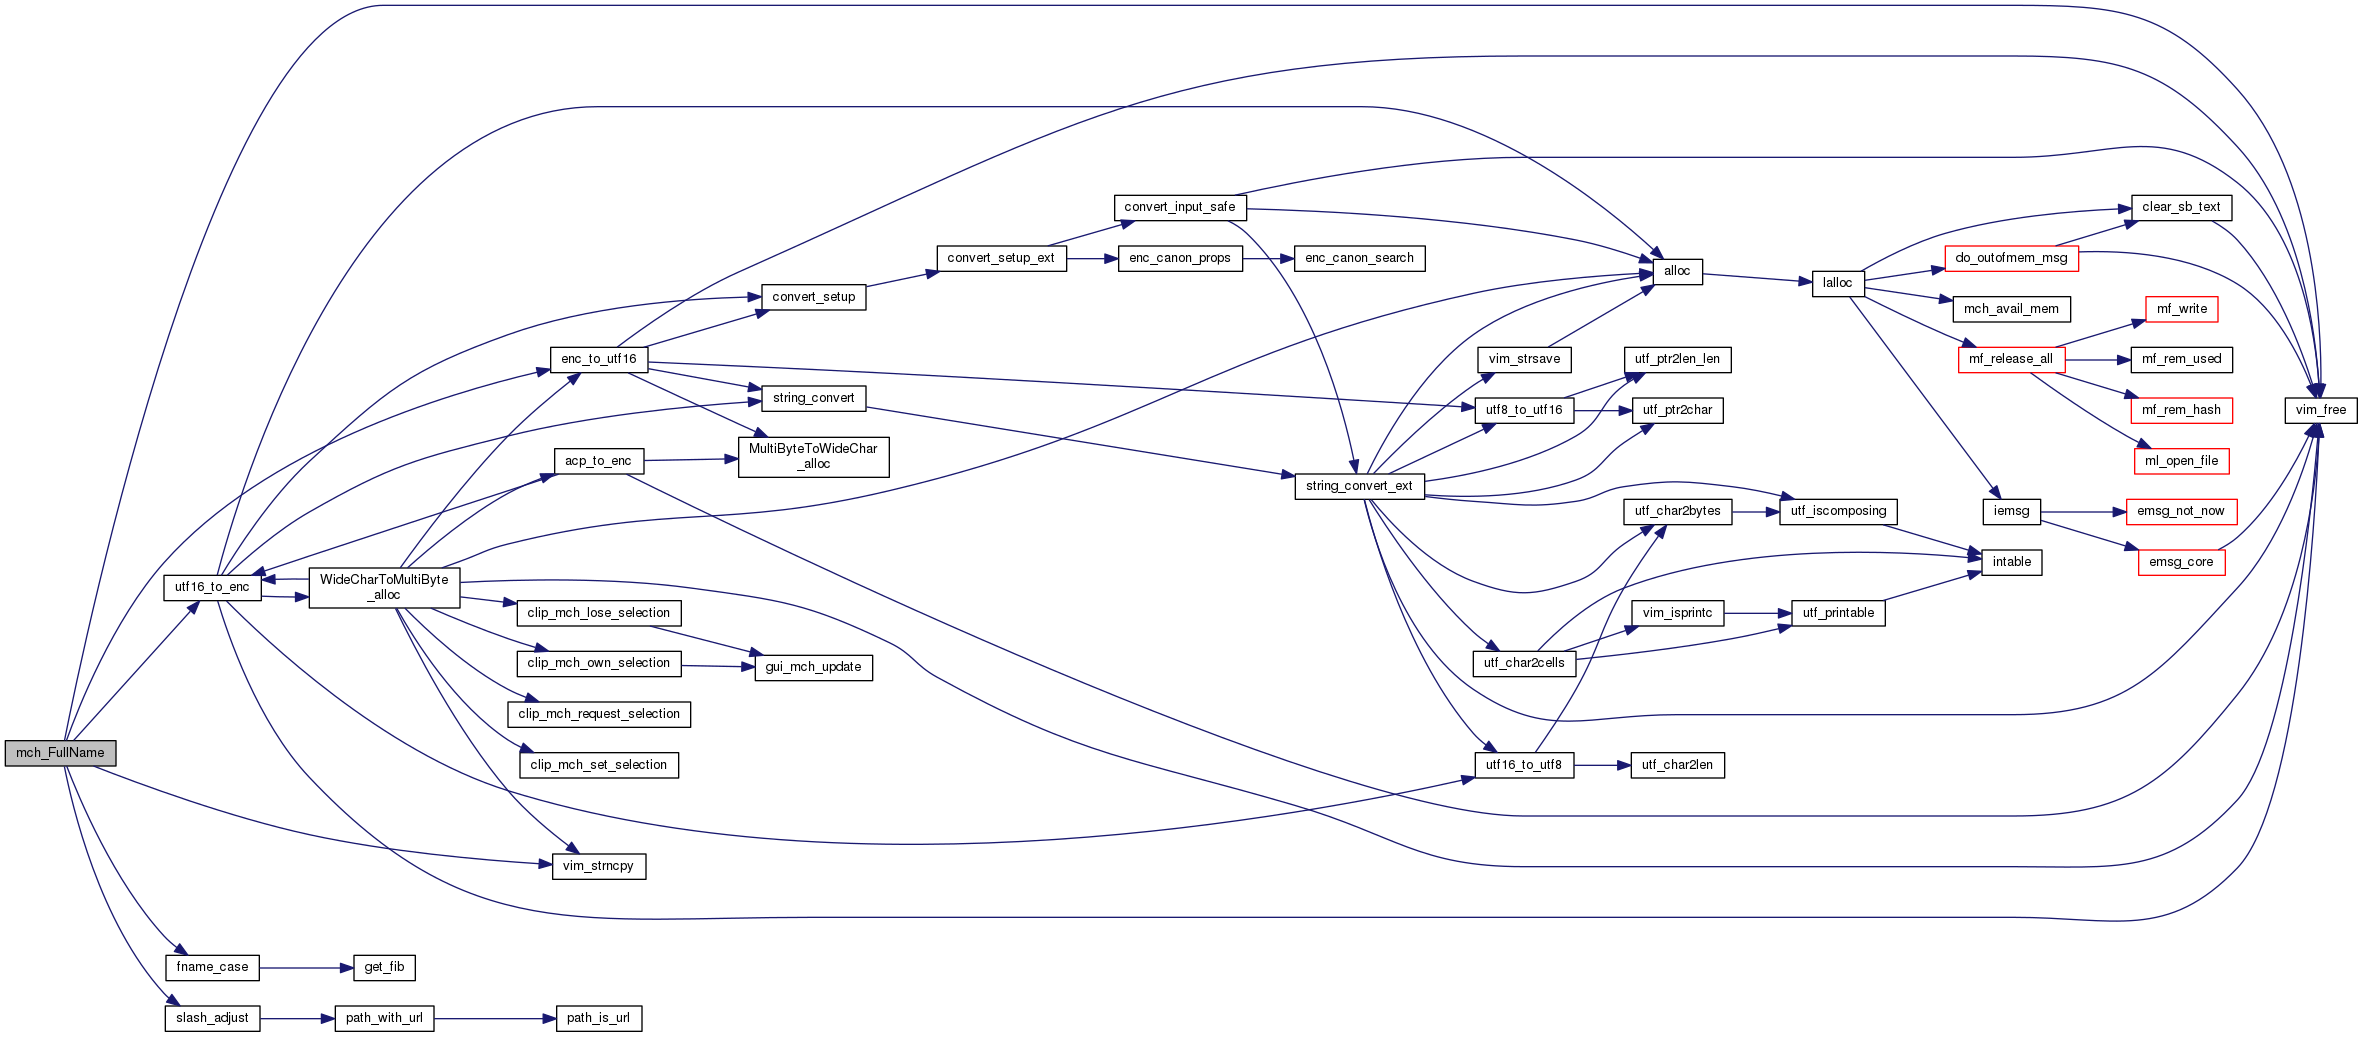 mch_FullName
utf16_to_enc
fname_case
slash_adjust
WideCharToMultiByte
_alloc
get_fib
path_with_url
enc_to_utf16
acp_to_enc
clip_mch_lose_selection
clip_mch_own_selection
clip_mch_request_selection
clip_mch_set_selection
vim_strncpy
path_is_url
convert_setup
string_convert
MultiByteToWideChar
_alloc
gui_mch_update
convert_setup_ext
convert_input_safe
enc_canon_props
enc_canon_search
string_convert_ext
vim_strsave
utf8_to_utf16
utf_char2cells
utf16_to_utf8
alloc
utf_ptr2len_len
utf_ptr2char
utf_char2bytes
vim_isprintc
utf_char2len
lalloc
utf_iscomposing
utf_printable
do_outofmem_msg
mch_avail_mem
mf_release_all
iemsg
intable
clear_sb_text
mf_write
mf_rem_used
mf_rem_hash
ml_open_file
emsg_not_now
emsg_core
vim_free